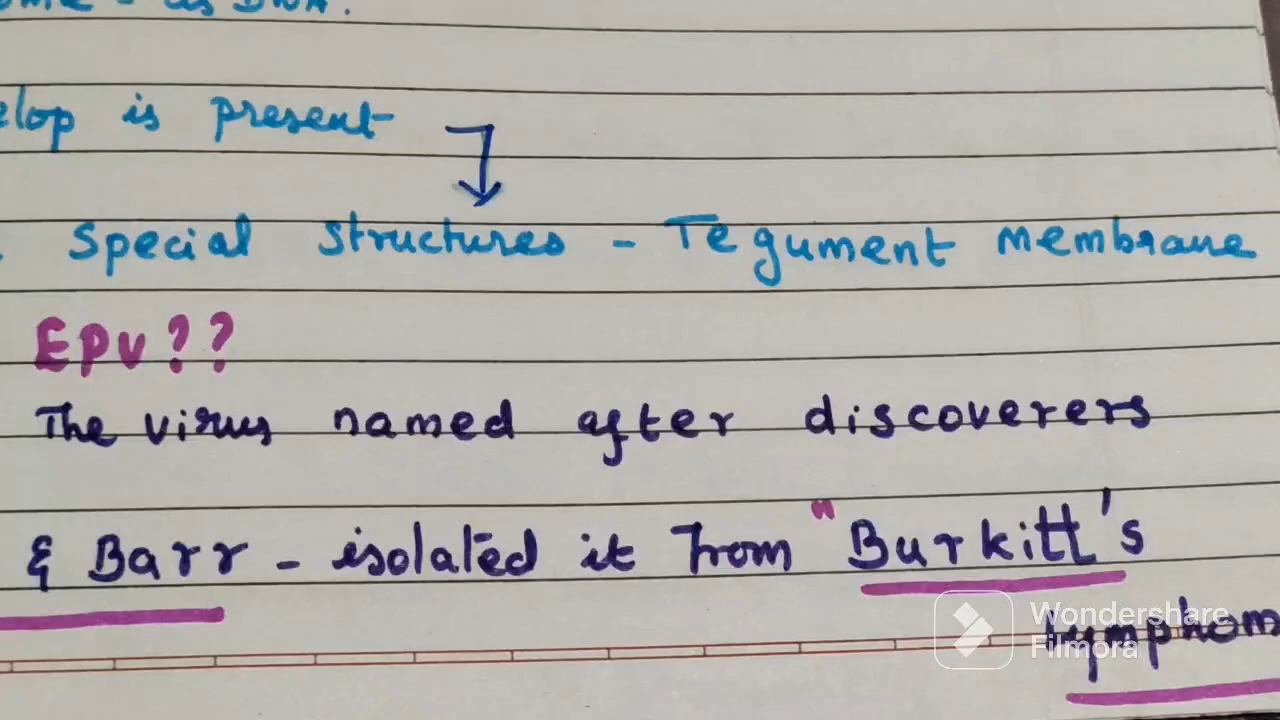 is present
Special structures - Tegument membrane
EPV??
The virus named after discoverers
& Barr - isolated it from "Burkitt's
lymphom
Wondershare
Filmora